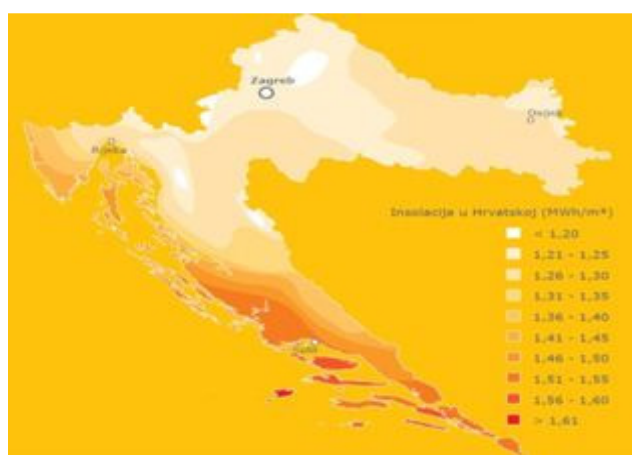 Zagreb
Osijek
Rijeka
Split
Insolacija u Hrvatskoj (MWh/m²)
< 1,20
1,21 - 1,25
1,26 - 1,30
1,31 - 1,35
1,36 - 1,40
1,41 - 1,45
1,46 - 1,50
1,51 - 1,55
1,56 - 1,60
> 1,61